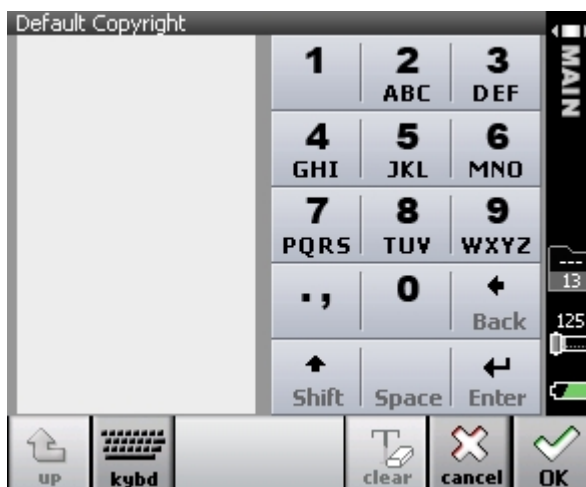 Default Copyright
MAIN
1 2 3
ABC DEF
4 5 6
GHI JKL MNO
7 8 9
PQRS TUV WXYZ
., 0
Back
Shift Space Enter
---
13
125
up kybd clear cancel OK